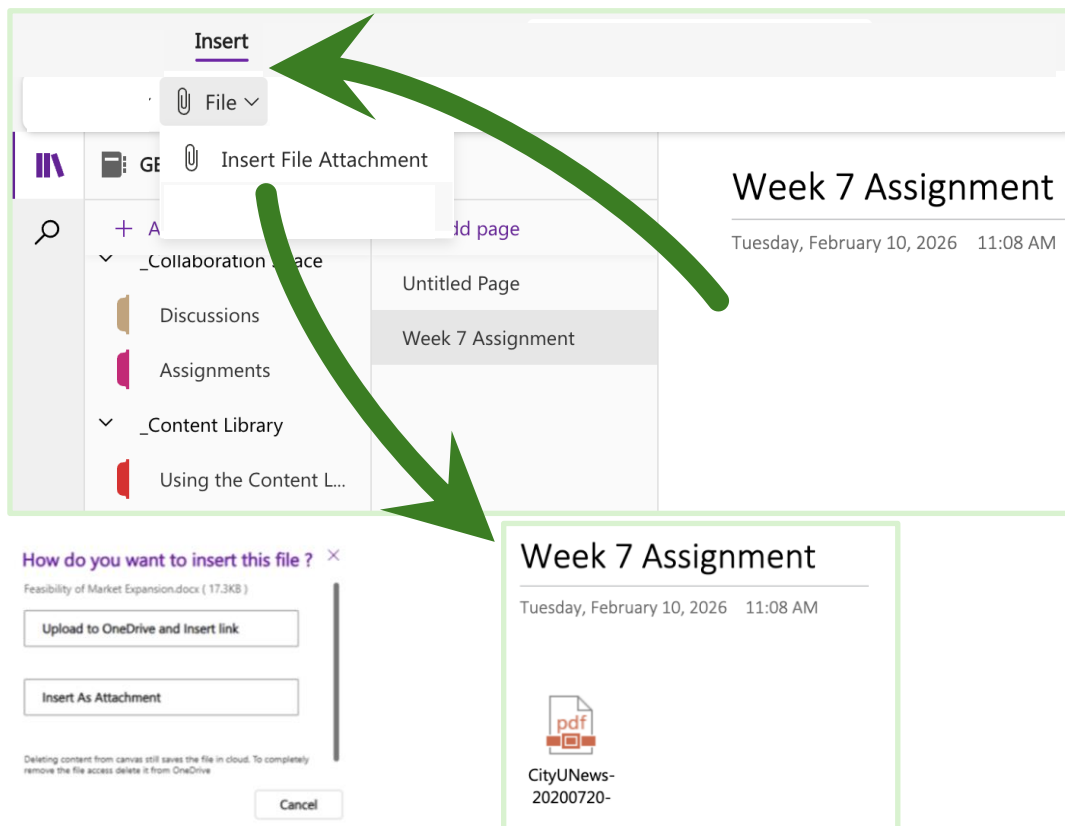 Insert
File
Insert File Attachment
Week 7 Assignment
Tuesday, February 10, 2026 11:08 AM
dd page
_Collaboration
Untitled Page
Discussions
Week 7 Assignment
Assignments
_Content Library
Using the Content L...
How do you want to insert this file ?
Feasibility of Market Expansion.docx ( 17.3KB )
Upload to OneDrive and Insert link
Insert As Attachment
Deleting content from canvas still saves the file in cloud. To completely
remove the file access delete it from OneDrive
Cancel
Week 7 Assignment
Tuesday, February 10, 2026 11:08 AM
pdf
CityUNews-
20200720-